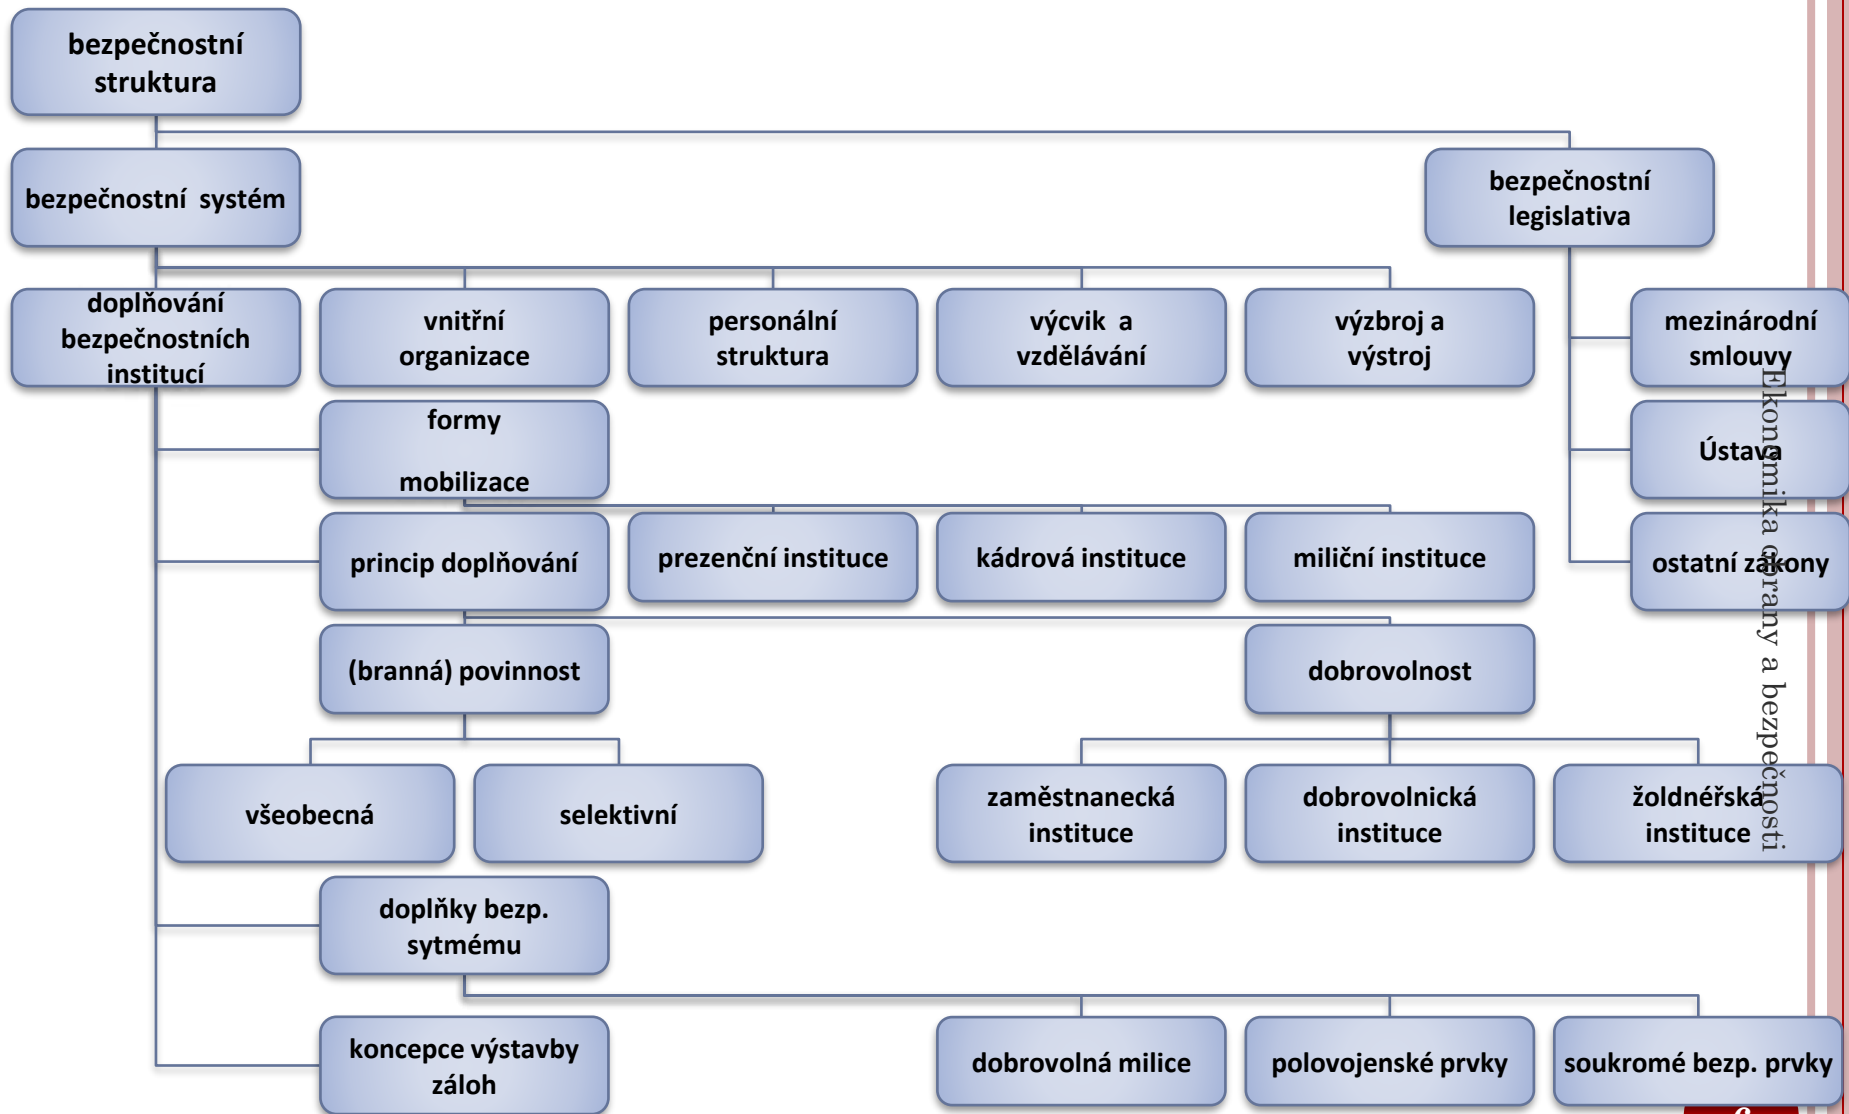 bezpečnostní
struktura
bezpečnostní systém
bezpečnostní
legislativa
doplňování
bezpečnostních
institucí
vnitřní
organizace
personální
struktura
výcvik a
vzdělávání
výzbroj a
výstroj
mezinárodní
smlouvy
formy
mobilizace
Ústava
princip doplňování
prezenční instituce
kádrová instituce
miliční instituce
ostatní zákony
(branná) povinnost
dobrovolnost
všeobecná
selektivní
zaměstnanecká
instituce
dobrovolnická
instituce
žoldnéřská
instituce
doplňky bezp.
sytmému
koncepce výstavby
záloh
dobrovolná milice
polovojenské prvky
soukromé bezp. prvky
Ekonomika obrany a bezpečnosti